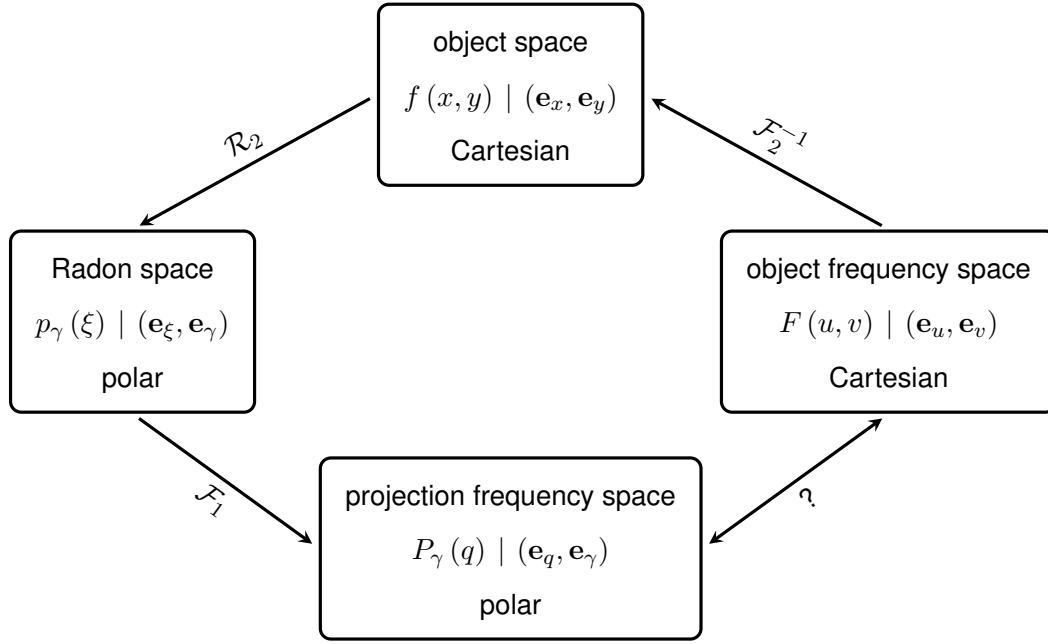 object space
f (x, y) | (e_x, e_y)
Cartesian
R_2
F_2^{-1}
Radon space
p_γ (ξ) | (e_ξ, e_γ)
polar
object frequency space
F (u, v) | (e_u, e_v)
Cartesian
F_1
?
projection frequency space
P_γ (q) | (e_q, e_γ)
polar